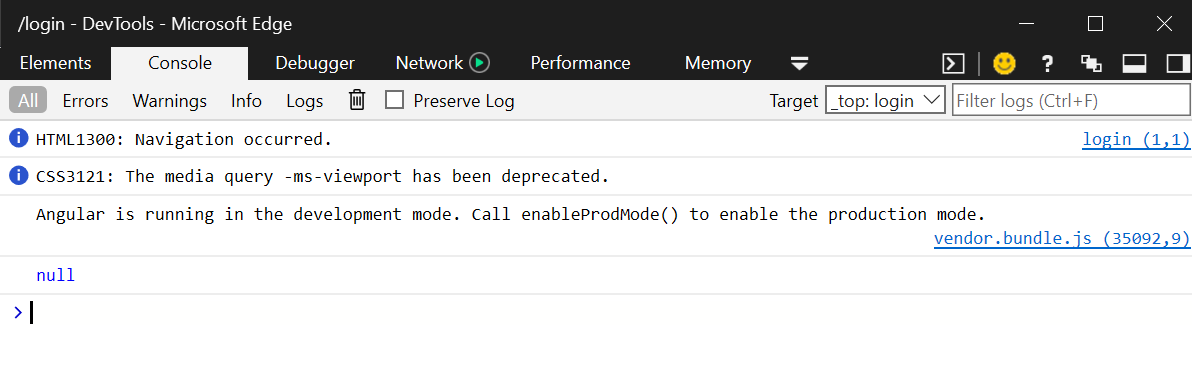 /login - DevTools - Microsoft Edge
Elements Console Debugger Network Performance Memory ?
All Errors Warnings Info Logs Preserve Log Target _top: login Filter logs (Ctrl+F)
HTML1300: Navigation occurred. login (1,1)
CSS3121: The media query -ms-viewport has been deprecated.
Angular is running in the development mode. Call enableProdMode() to enable the production mode.
vendor.bundle.js (35092,9)
null
>